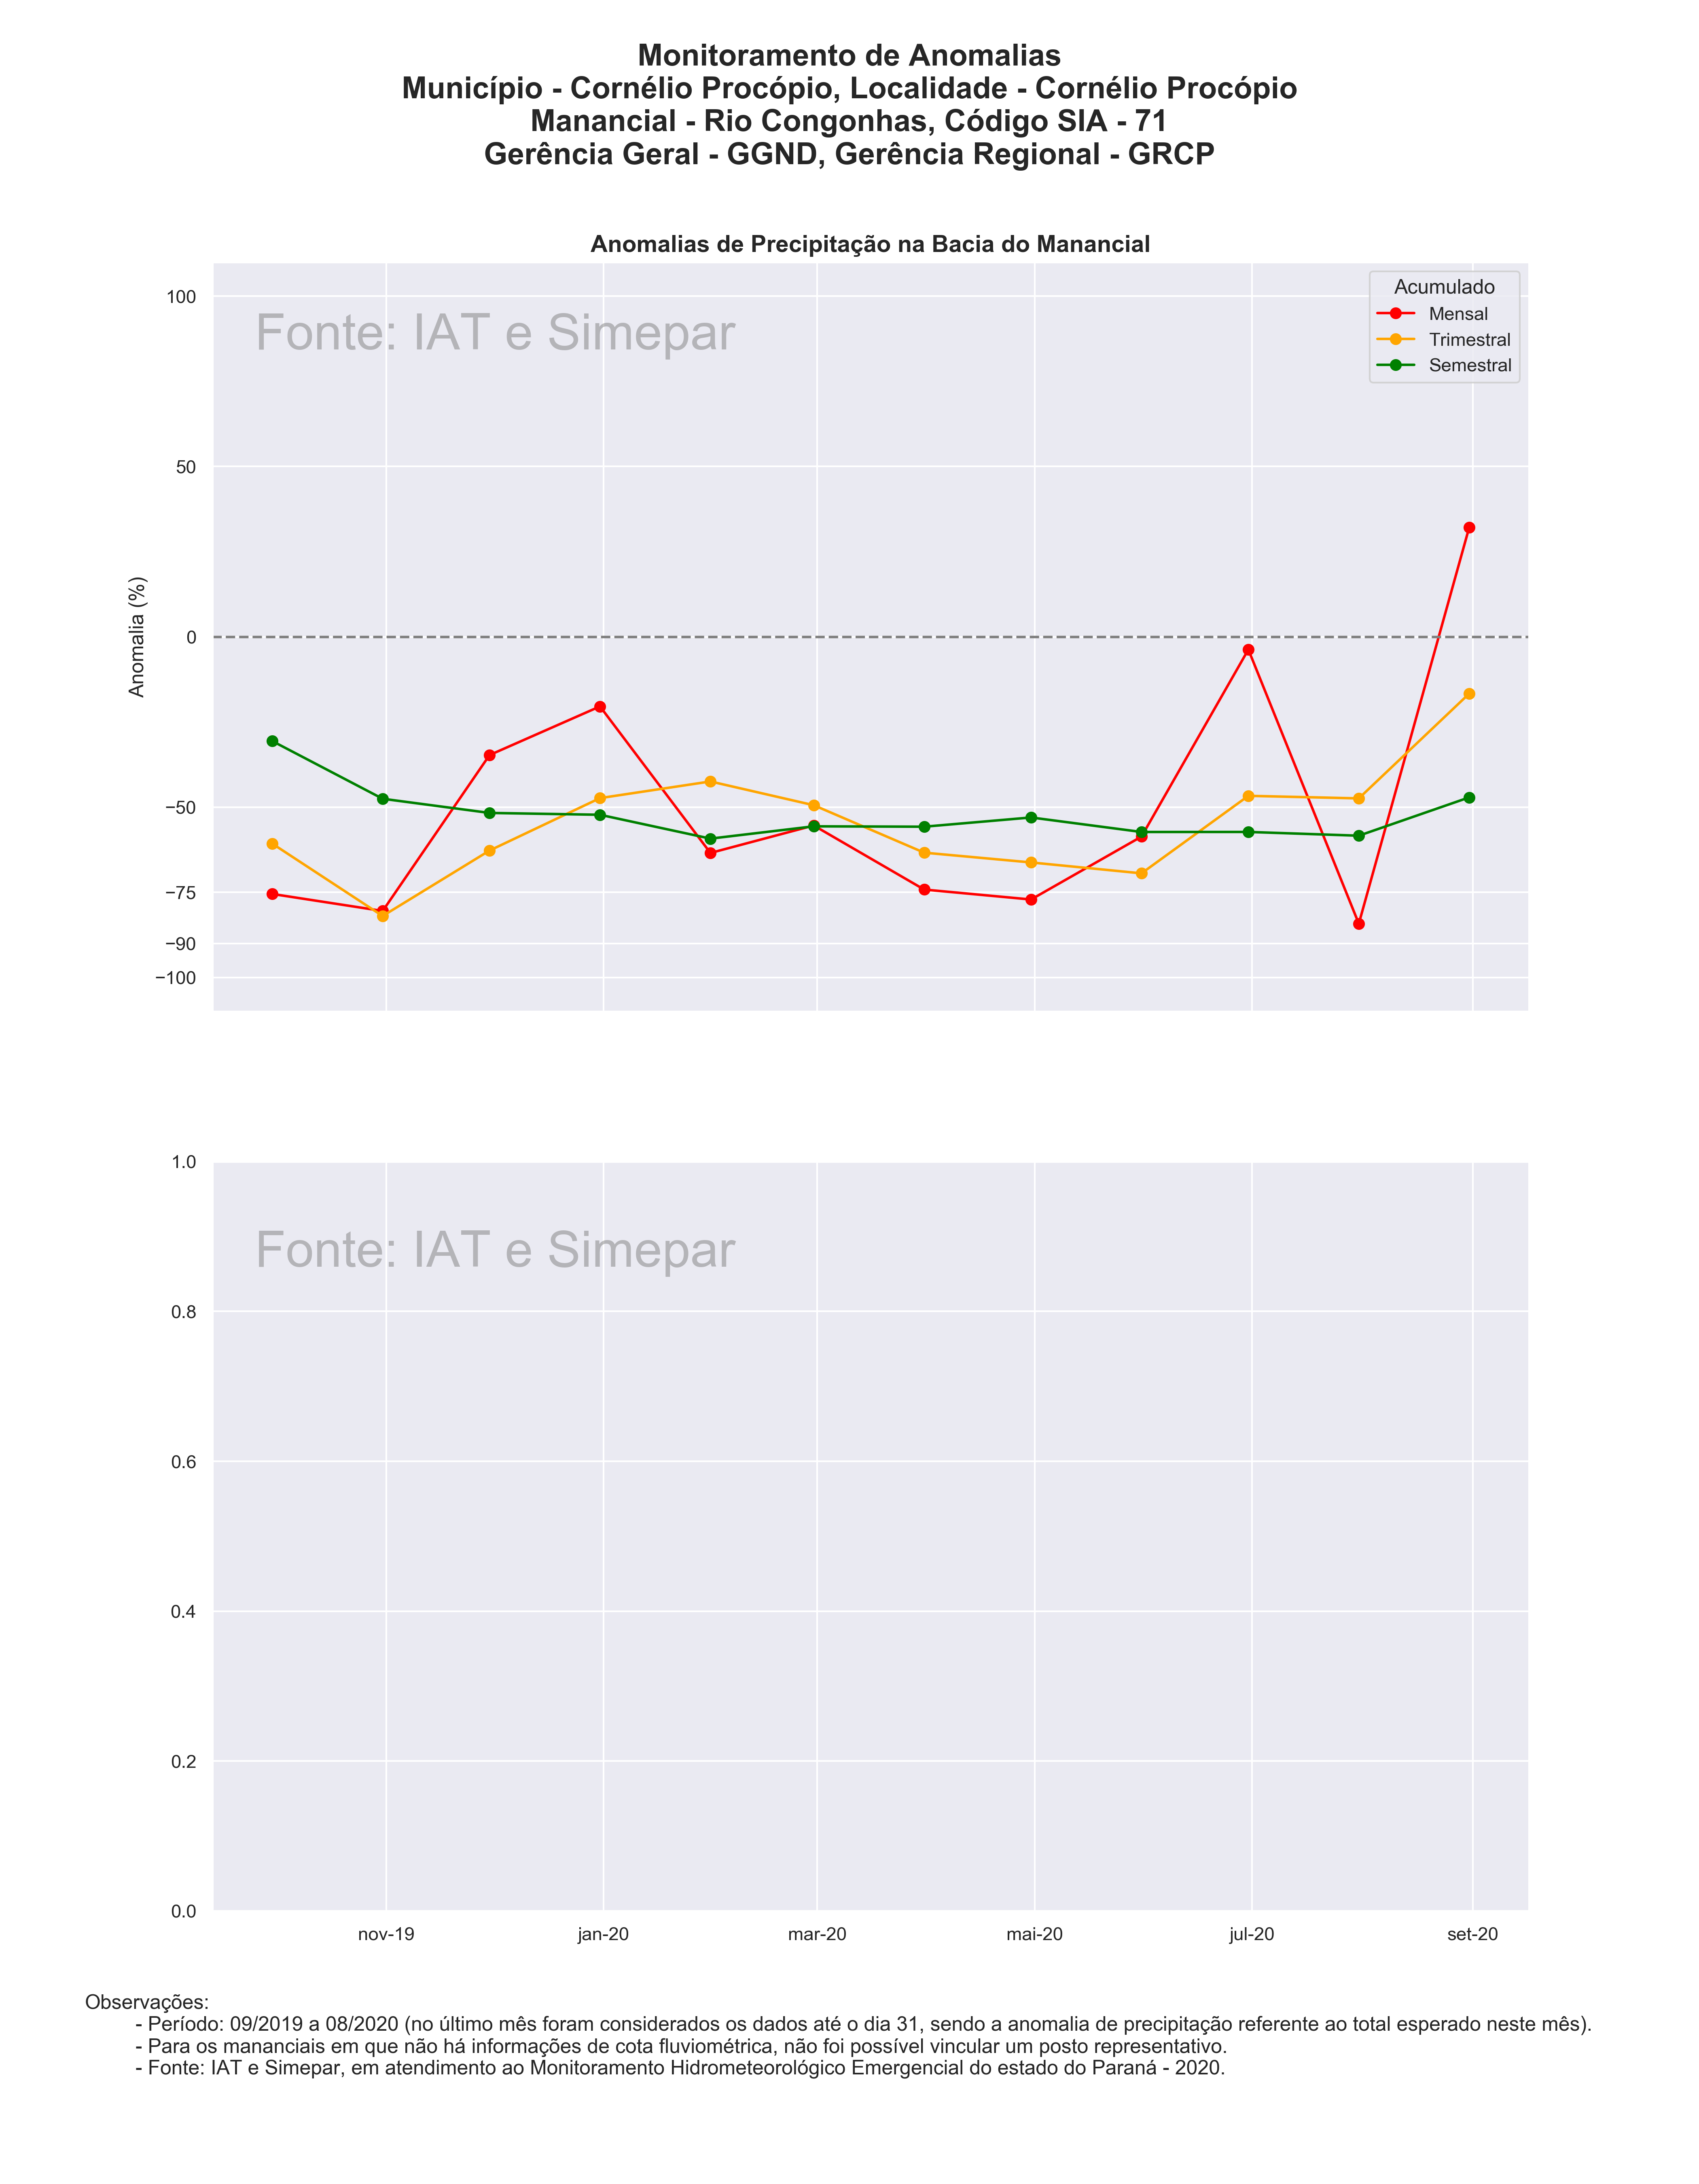 Monitoramento de Anomalias
Município - Cornélio Procópio, Localidade - Cornélio Procópio
Manancial - Rio Congonhas, Código SIA - 71
Gerência Geral - GGND, Gerência Regional - GRCP
Anomalias de Precipitação na Bacia do Manancial
Fonte: IAT e Simepar
Acumulado
Mensal
Trimestral
Semestral
Anomalia (%)
100
50
0
−50
−75
−90
−100
Fonte: IAT e Simepar
1.0
0.8
0.6
0.4
0.2
0.0
nov-19 jan-20 mar-20 mai-20 jul-20 set-20
Observações:
- Período: 09/2019 a 08/2020 (no último mês foram considerados os dados até o dia 31, sendo a anomalia de precipitação referente ao total esperado neste mês).
- Para os mananciais em que não há informações de cota fluviométrica, não foi possível vincular um posto representativo.
- Fonte: IAT e Simepar, em atendimento ao Monitoramento Hidrometeorológico Emergencial do estado do Paraná - 2020.